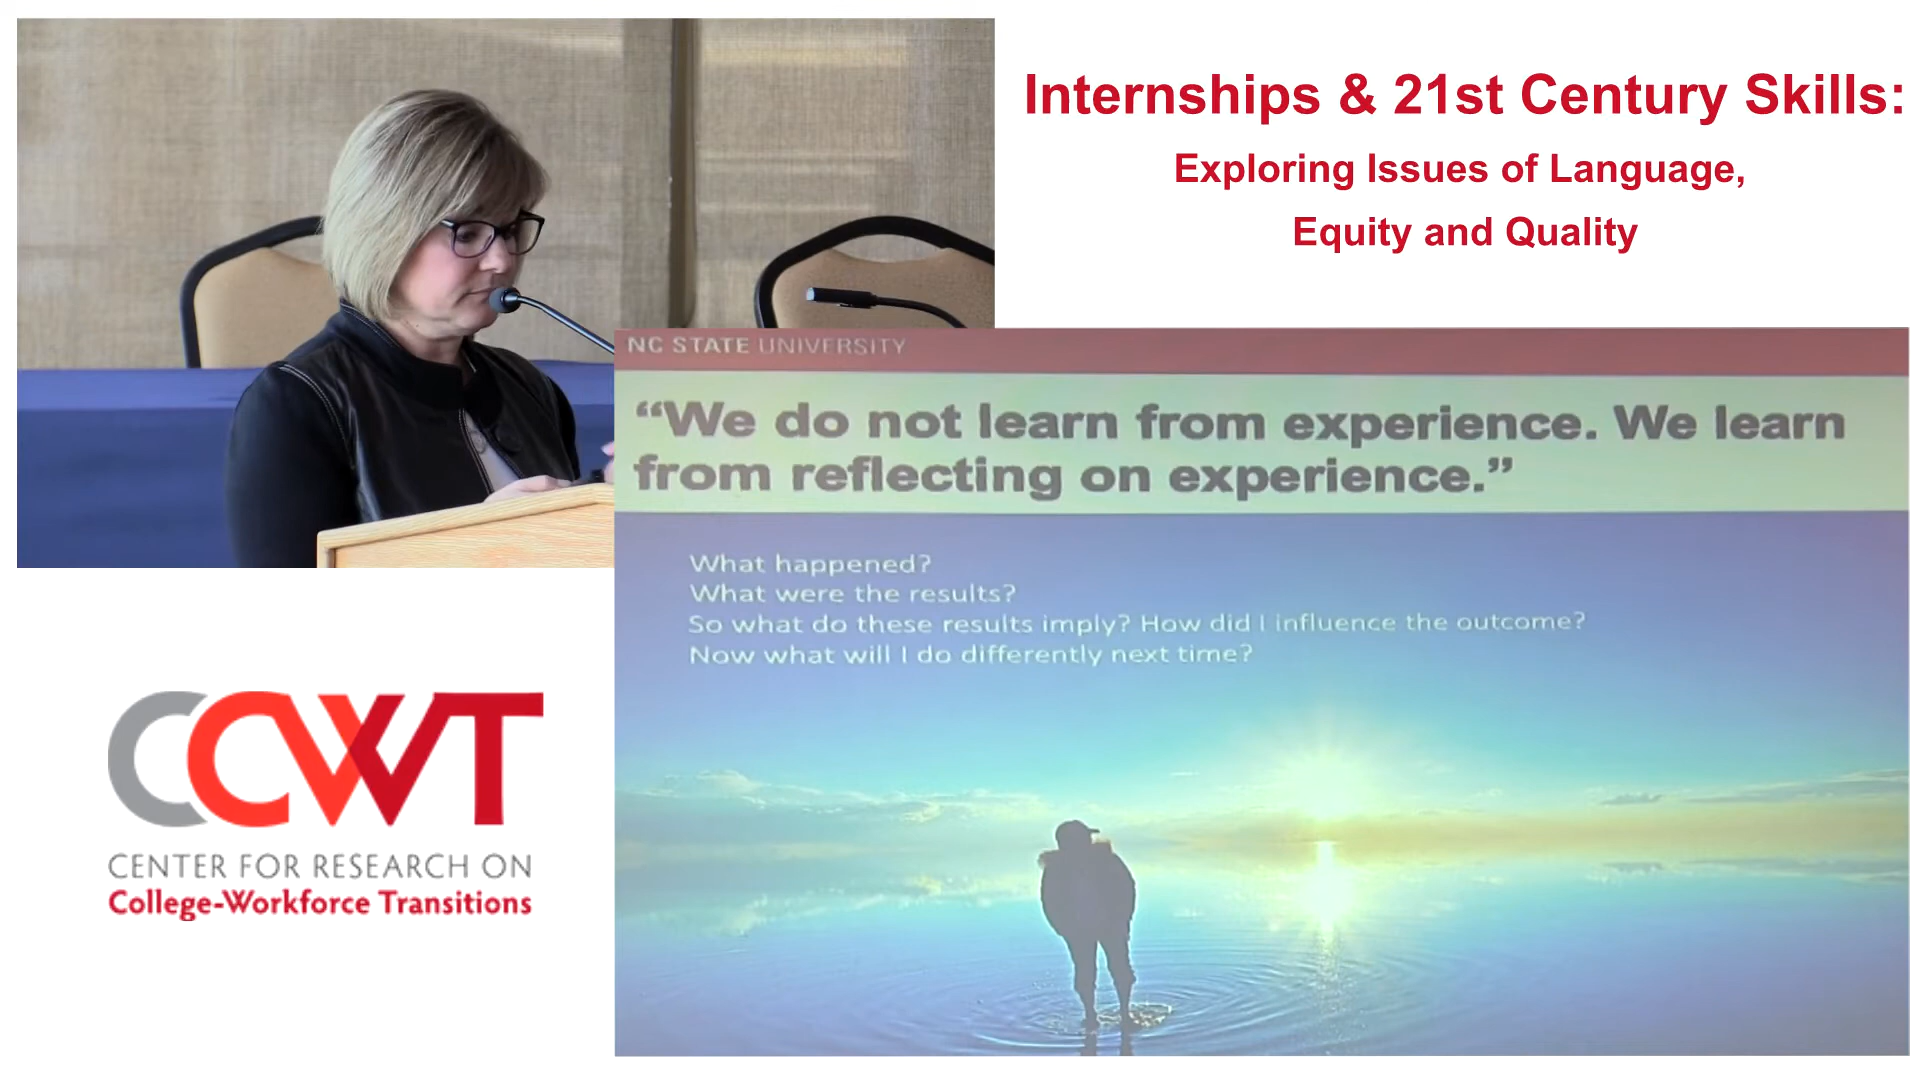 Internships & 21st Century Skills:
Exploring Issues of Language,
Equity and Quality
NC STATE UNIVERSITY
“We do not learn from experience. We learn
from reflecting on experience.”
What happened?
What were the results?
So what do these results imply? How did I influence the outcome?
Now what will I do differently next time?
CCWT
CENTER FOR RESEARCH ON
College-Workforce Transitions